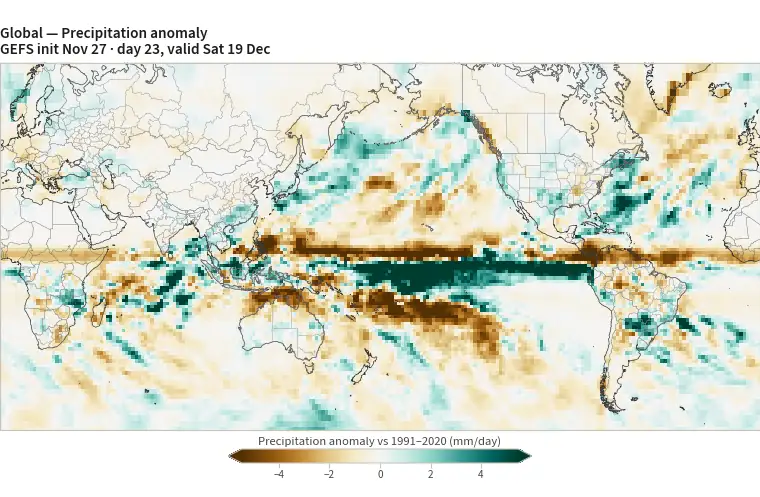 Global — Precipitation anomaly
GEFS init Nov 27 · day 23, valid Sat 19 Dec
Precipitation anomaly vs 1991–2020 (mm/day)
−4 −2 0 2 4